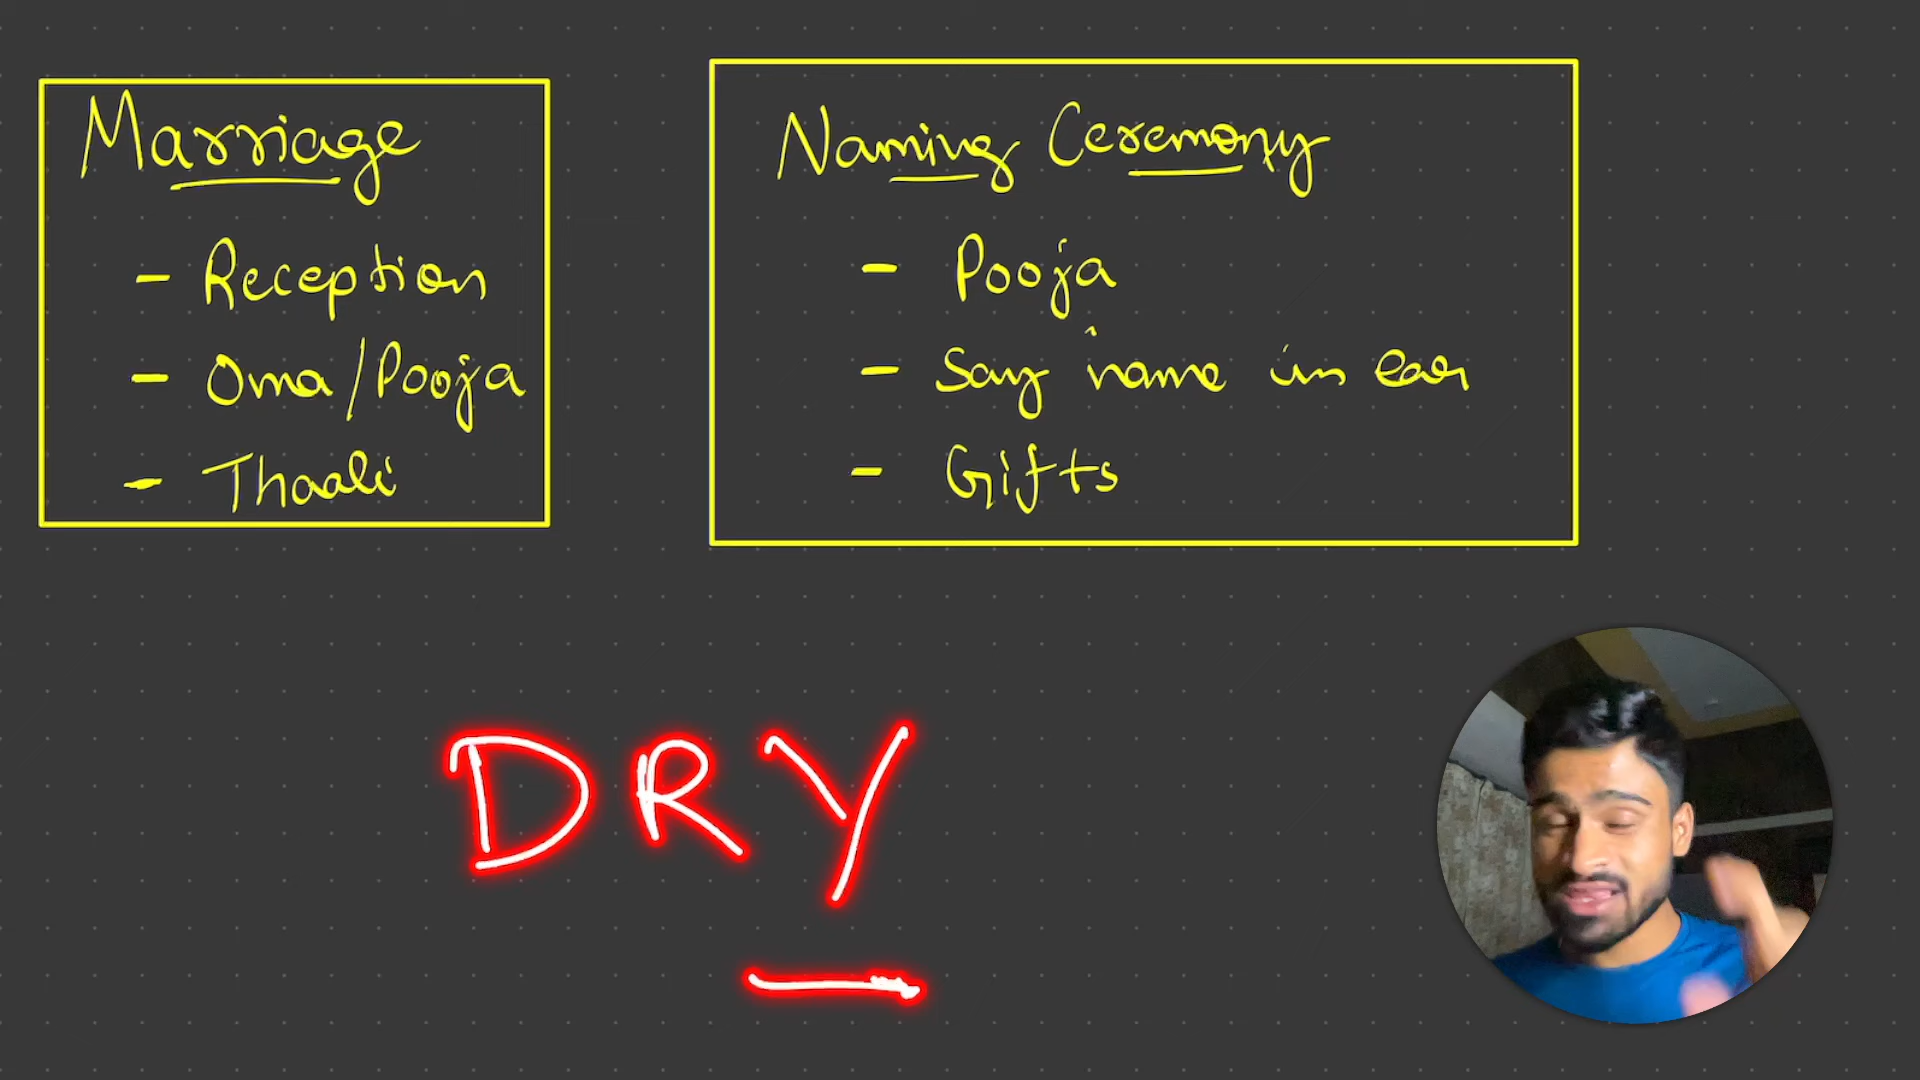 Marriage
- Reception
- Oma/Pooja
- Thaali
Naming Ceremony
- Pooja
- Say name in ear
- Gifts
DRY